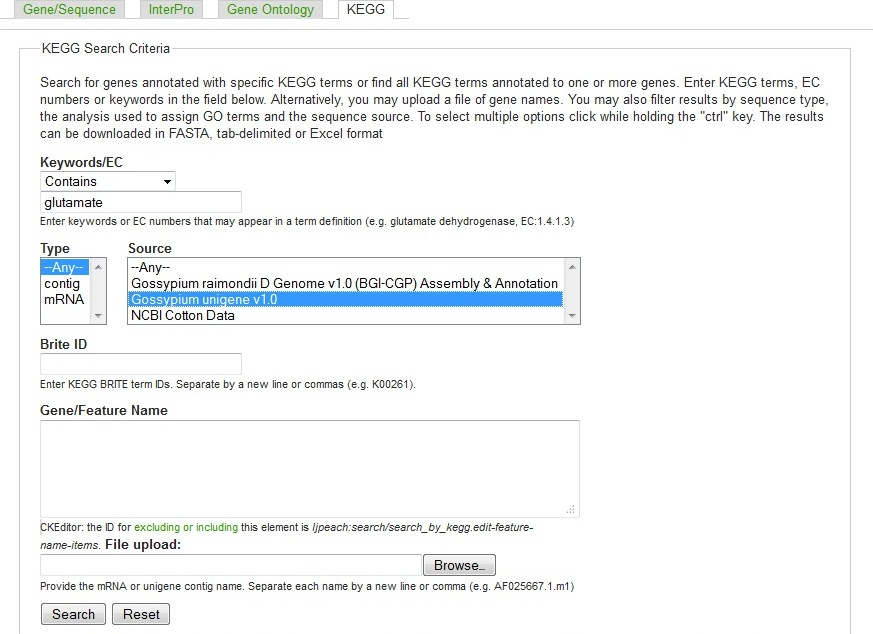 Gene/Sequence InterPro Gene Ontology KEGG
KEGG Search Criteria
Search for genes annotated with specific KEGG terms or find all KEGG terms annotated to one or more genes. Enter KEGG terms, EC
numbers or keywords in the field below. Alternatively, you may upload a file of gene names. You may also filter results by sequence type,
the analysis used to assign GO terms and the sequence source. To select multiple options click while holding the "ctrl" key. The results
can be downloaded in FASTA, tab-delimited or Excel format
Keywords/EC
Contains
glutamate
Enter keywords or EC numbers that may appear in a term definition (e.g. glutamate dehydrogenase, EC:1.4.1.3)
Type Source
--Any-- --Any--
contig Gossypium raimondii D Genome v1.0 (BGI-CGP) Assembly & Annotation
mRNA Gossypium unigene v1.0
NCBI Cotton Data
Brite ID
Enter KEGG BRITE term IDs. Separate by a new line or commas (e.g. K00261).
Gene/Feature Name
CKEditor: the ID for excluding or including this element is ljpeach:search/search_by_kegg.edit-feature-
name-items. File upload:
Browse...
Provide the mRNA or unigene contig name. Separate each name by a new line or comma (e.g. AF025667.1.m1)
Search Reset